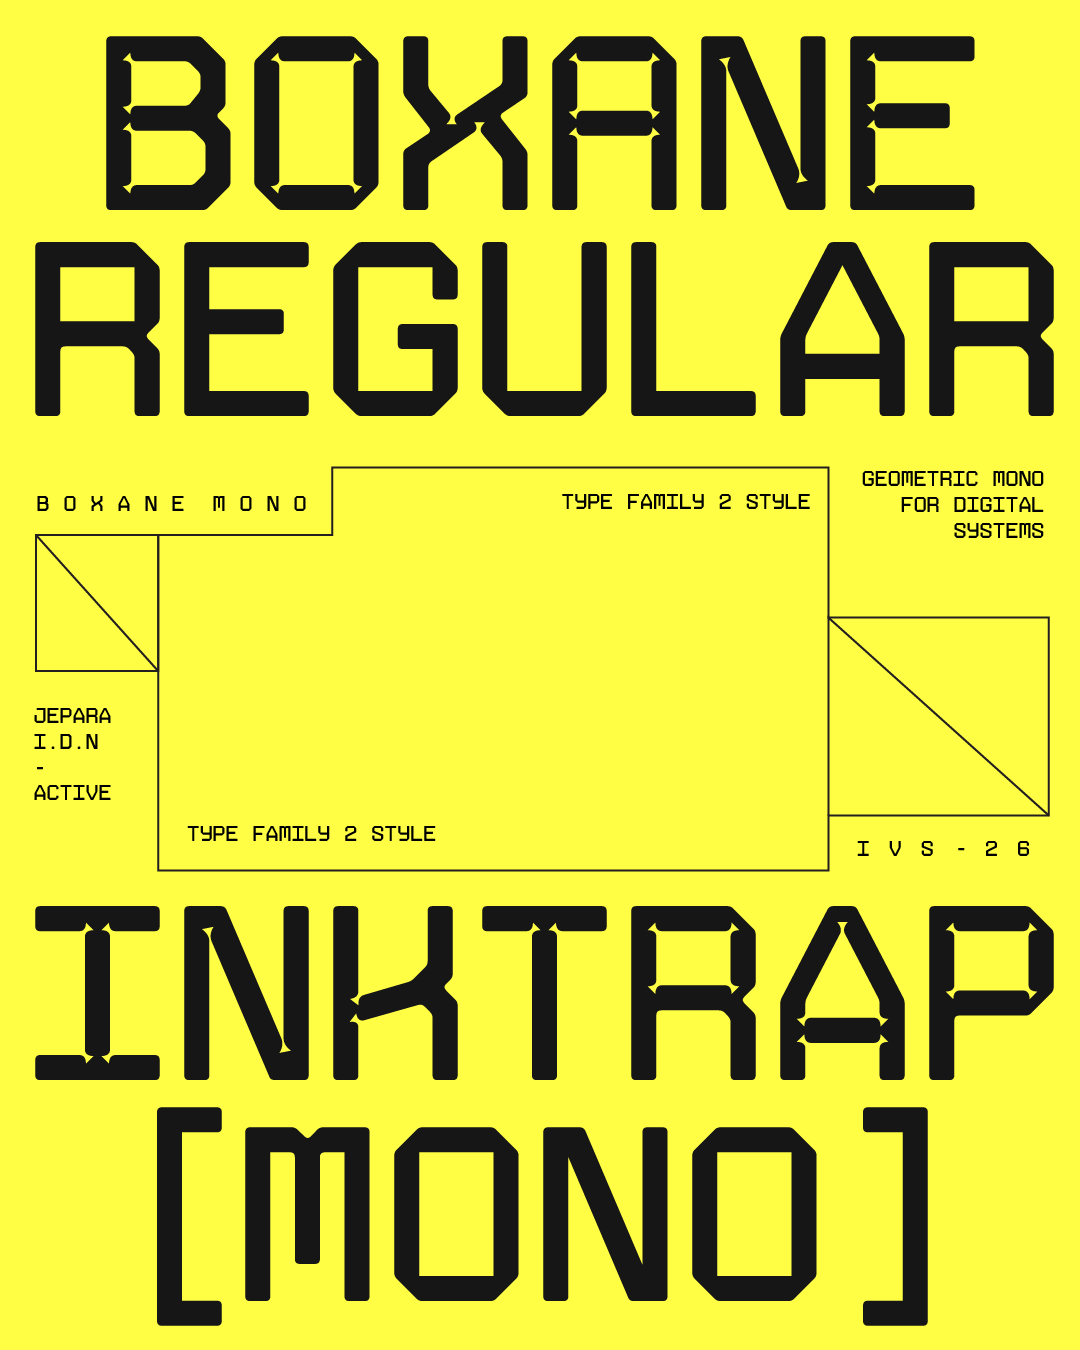 BOXANE
REGULAR
BOXANE MONO
TYPE FAMILY 2 STYLE
GEOMETRIC MONO
FOR DIGITAL
SYSTEMS
JEPARA
I.D.N
-
ACTIVE
TYPE FAMILY 2 STYLE
IVS-26
INKTRAP
[MONO]